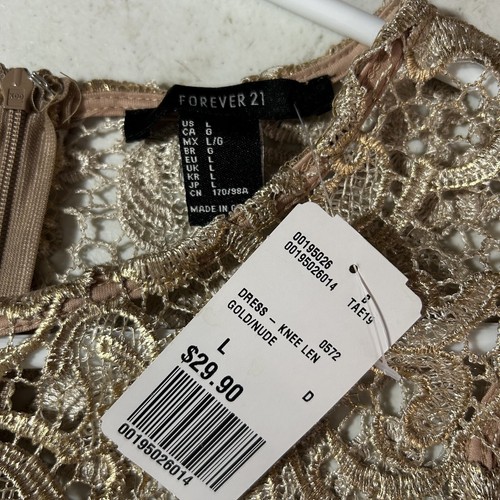 FOREVER 21
US L
CA G
MX L/G
BR G
EU L
UK L
KR L
JP L
CN 170/98A
MADE IN
00195026 B
00195026014 TAE19
DRESS - KNEE LEN 0572
GOLD/NUDE
L D
$29.90
00195026014